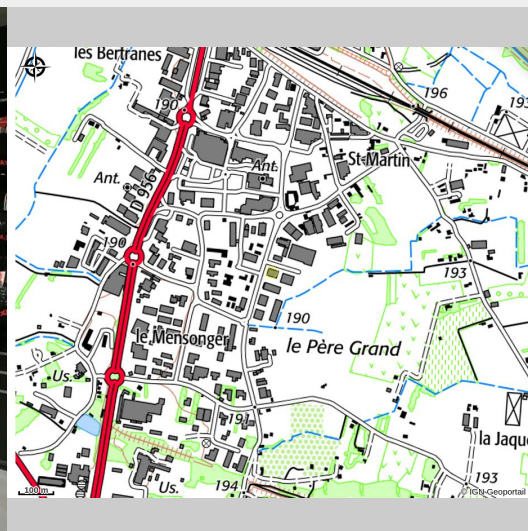 les Bertranes
196
193
190
St-Martin
Ant.
Ant.
D 956
190
193
190
le Mensonger
le Père Grand
Us.
191
la Jaque
Us.
194
193
100 m
© IGN-Geoportail